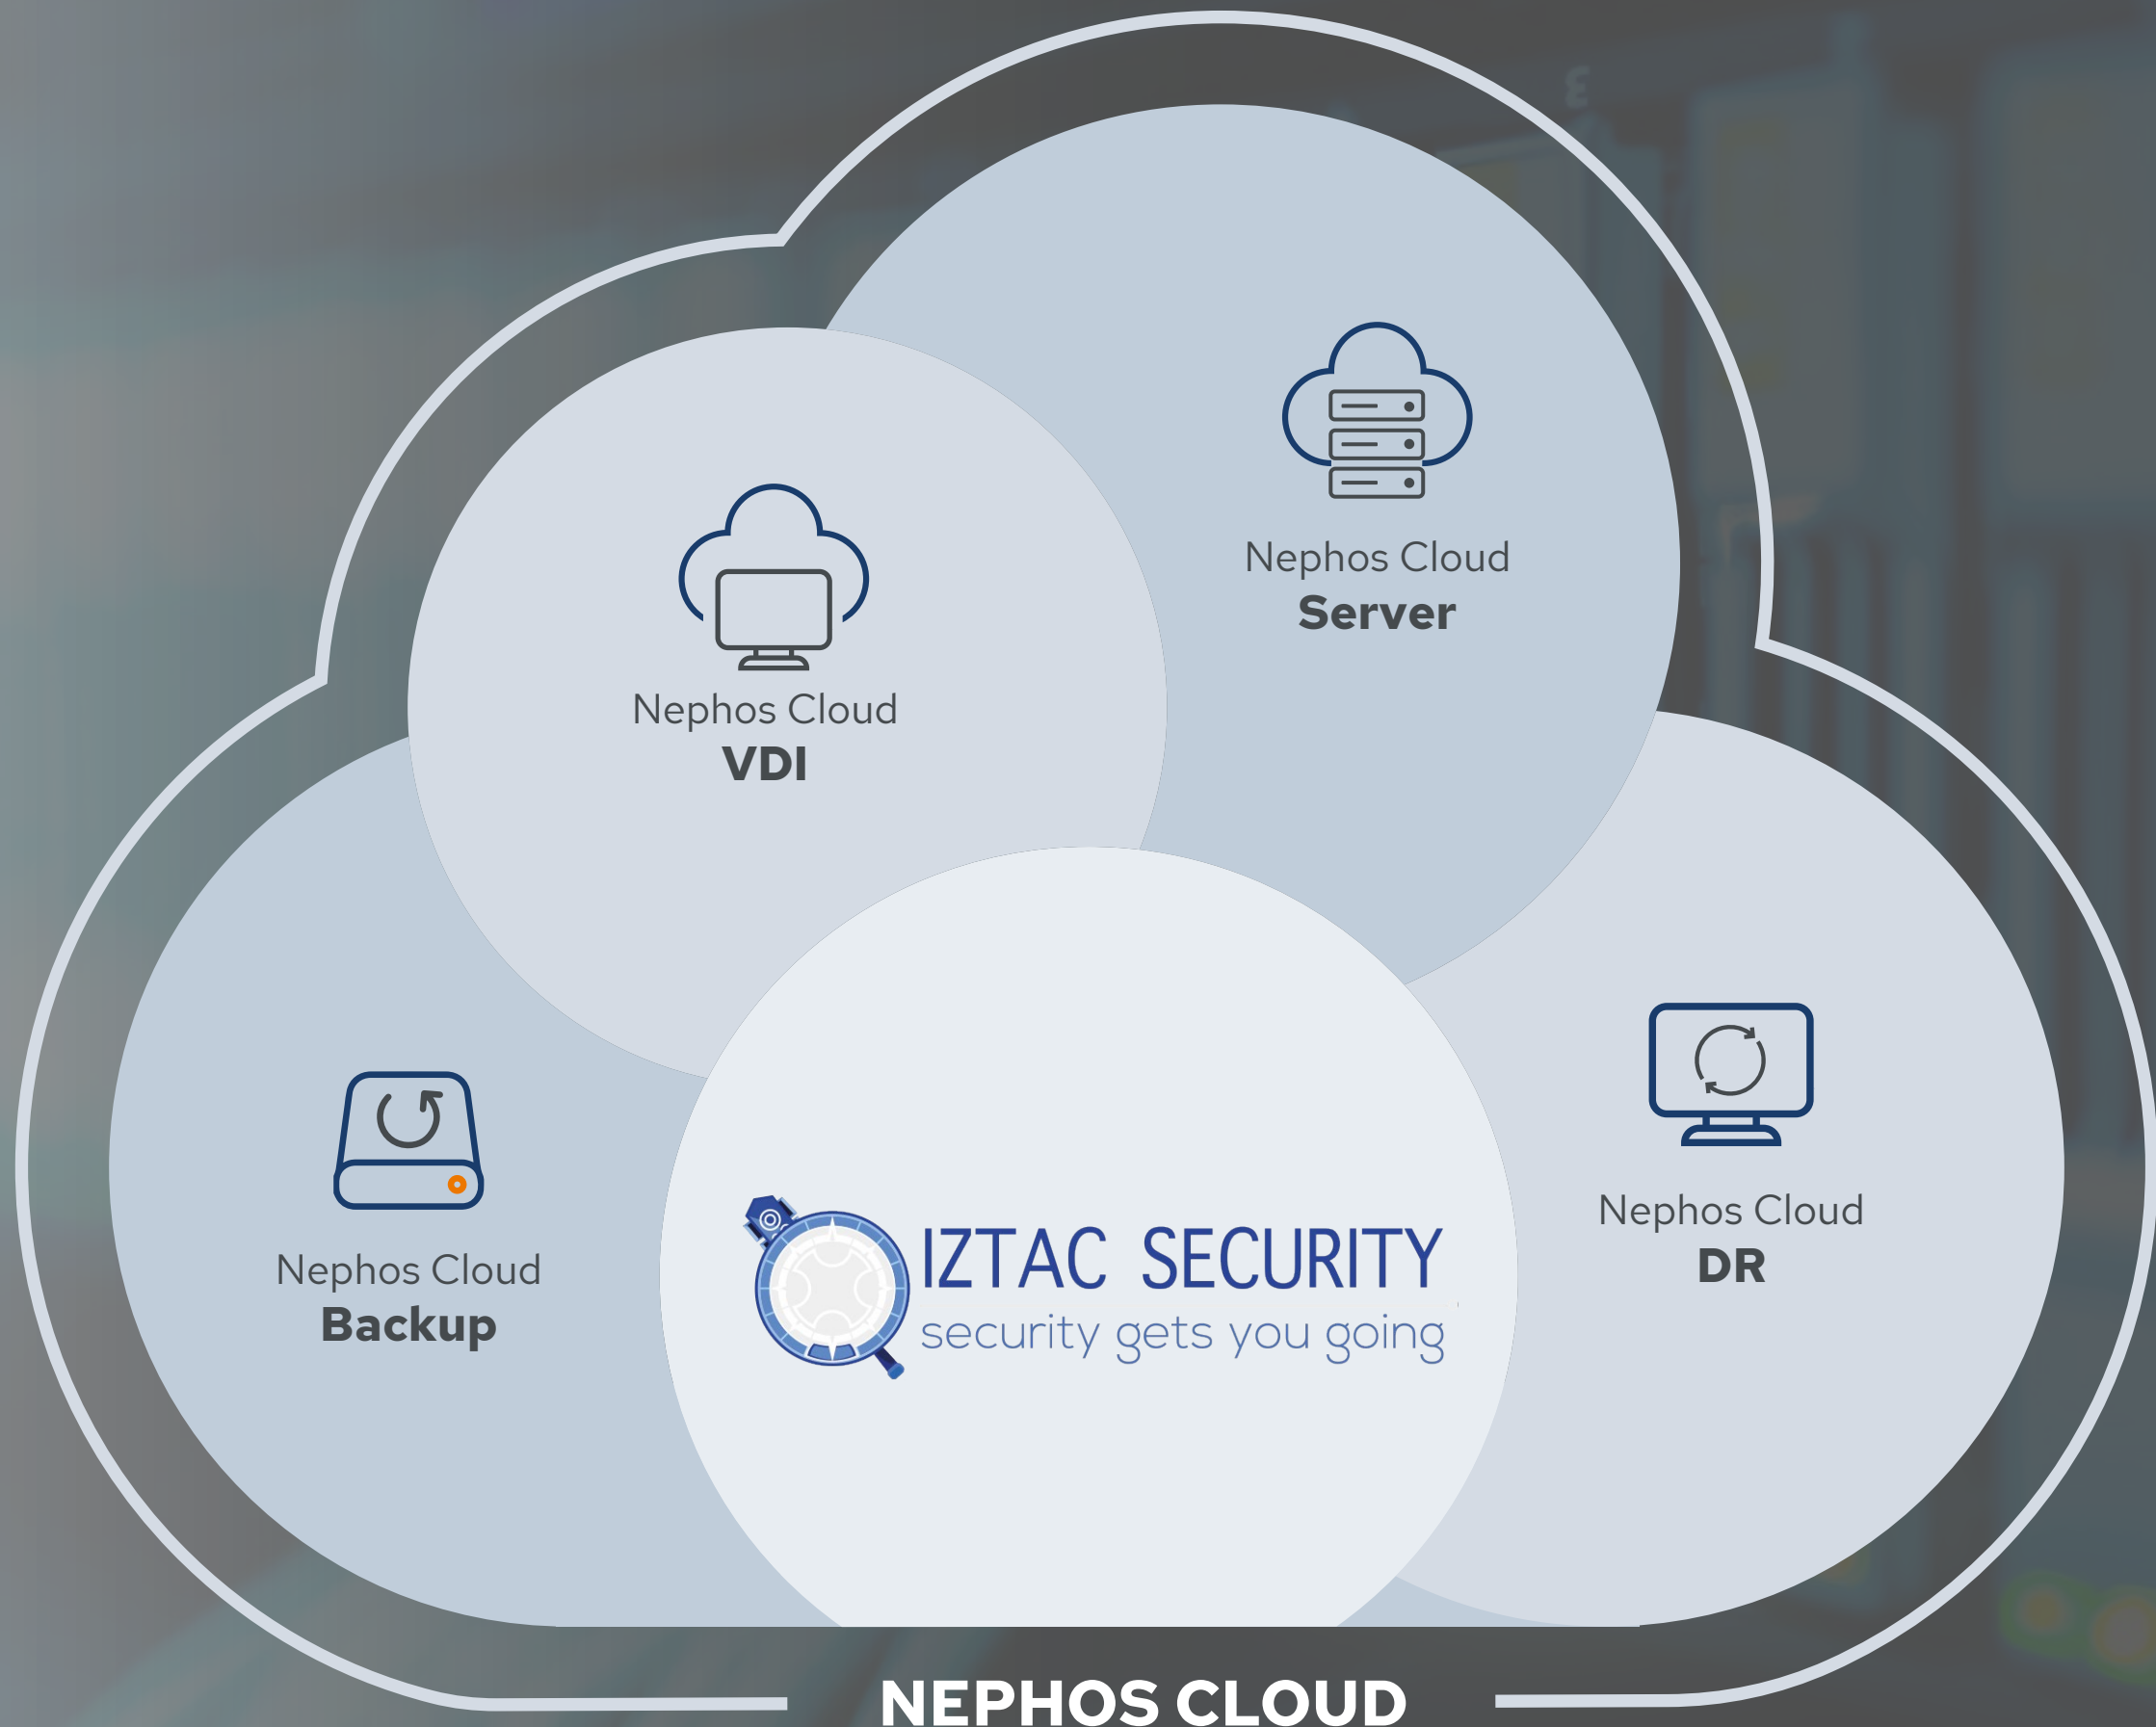 Nephos Cloud
Server
Nephos Cloud
VDI
Nephos Cloud
Backup
IZTAC SECURITY
security gets you going
Nephos Cloud
DR
NEPHOS CLOUD